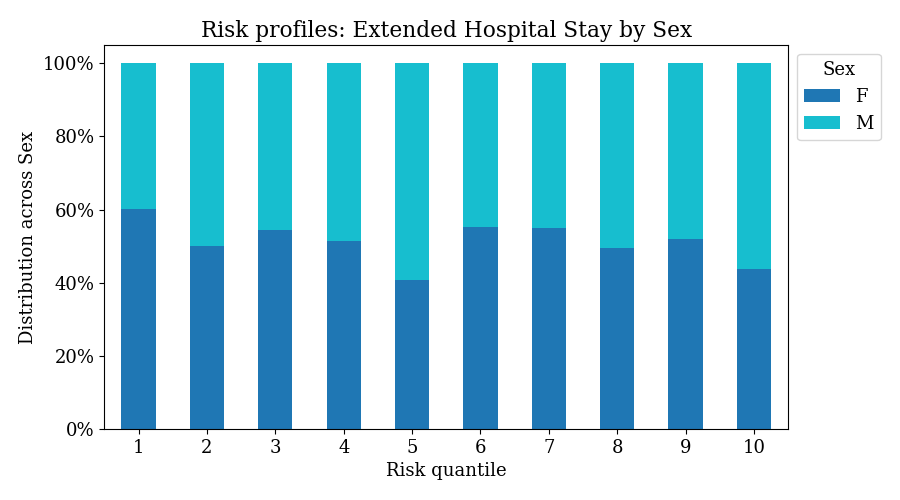 Risk profiles: Extended Hospital Stay by Sex
100%
80%
60%
40%
20%
0%
Distribution across Sex
1 2 3 4 5 6 7 8 9 10
Risk quantile
Sex
F
M